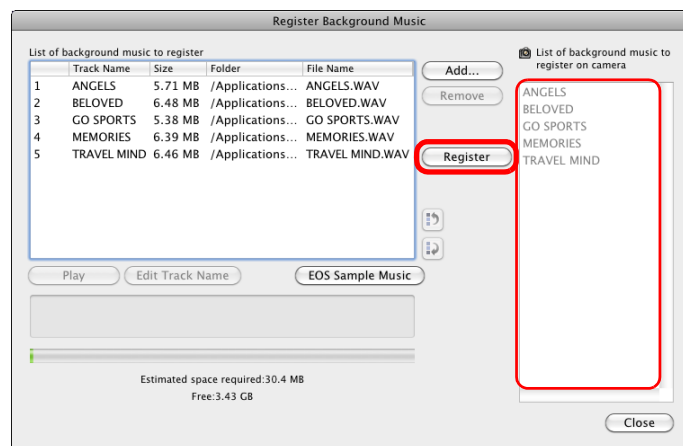 Register Background Music
List of background music to register
Track Name Size Folder File Name
1 ANGELS 5.71 MB /Applications... ANGELS.WAV
2 BELOVED 6.48 MB /Applications... BELOVED.WAV
3 GO SPORTS 5.38 MB /Applications... GO SPORTS.WAV
4 MEMORIES 6.39 MB /Applications... MEMORIES.WAV
5 TRAVEL MIND 6.46 MB /Applications... TRAVEL MIND.WAV
Add...
Remove
Register
Play
Edit Track Name
EOS Sample Music
Estimated space required:30.4 MB
Free:3.43 GB
List of background music to
register on camera
ANGELS
BELOVED
GO SPORTS
MEMORIES
TRAVEL MIND
Close